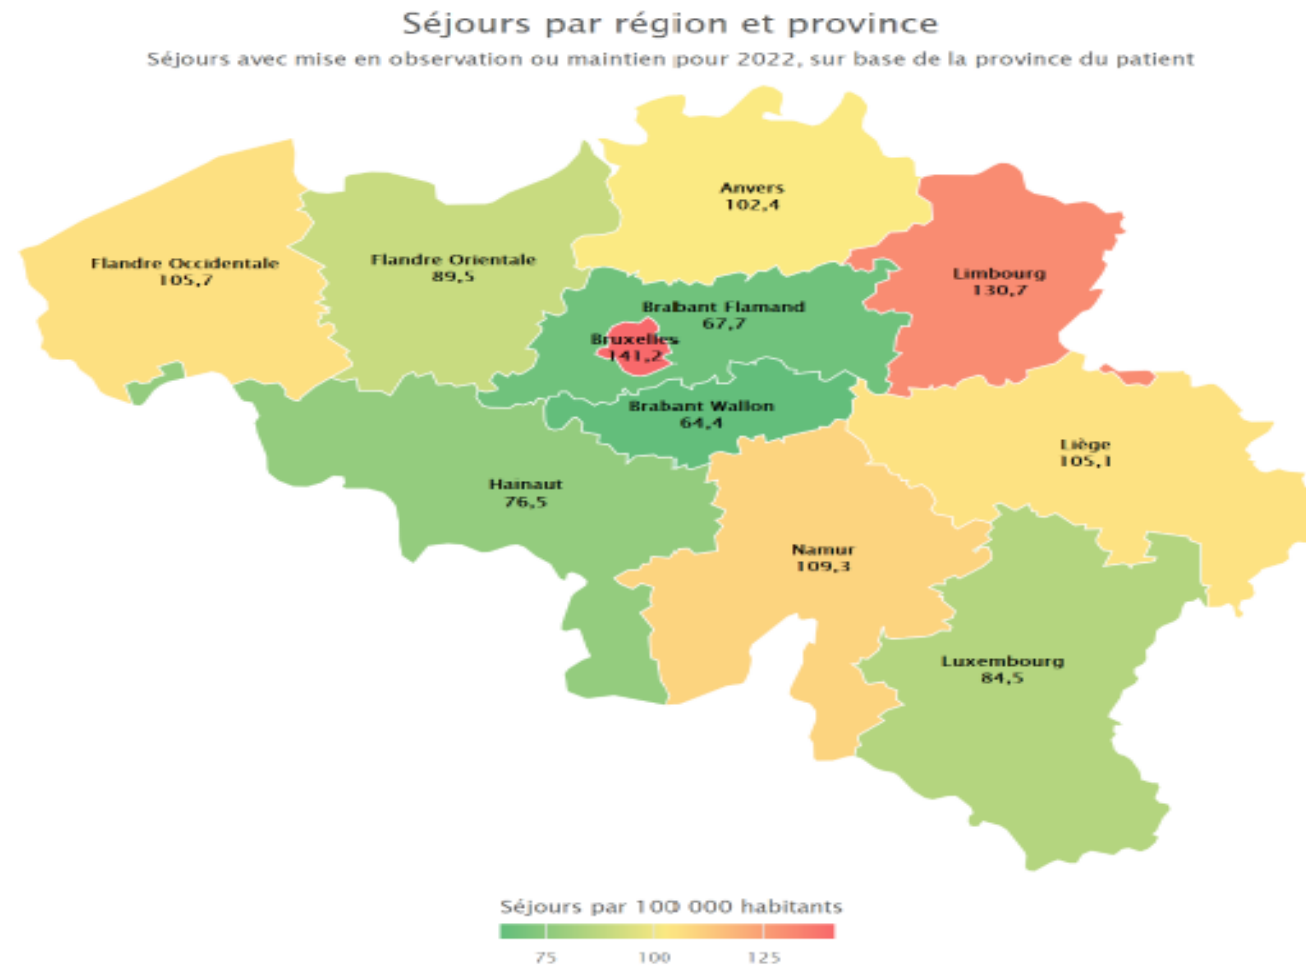 Séjours par région et province
Séjours avec mise en observation ou maintien pour 2022, sur base de la province du patient
Anvers
102,4
Flandre Occidentale
105,7
Flandre Orientale
89,5
Limbourg
130,7
Brabant Flamand
67,7
Bruxelles
141,2
Brabant Wallon
64,4
Liège
105,1
Hainaut
76,5
Namur
109,3
Luxembourg
84,5
Séjours par 100 000 habitants
75
100
125